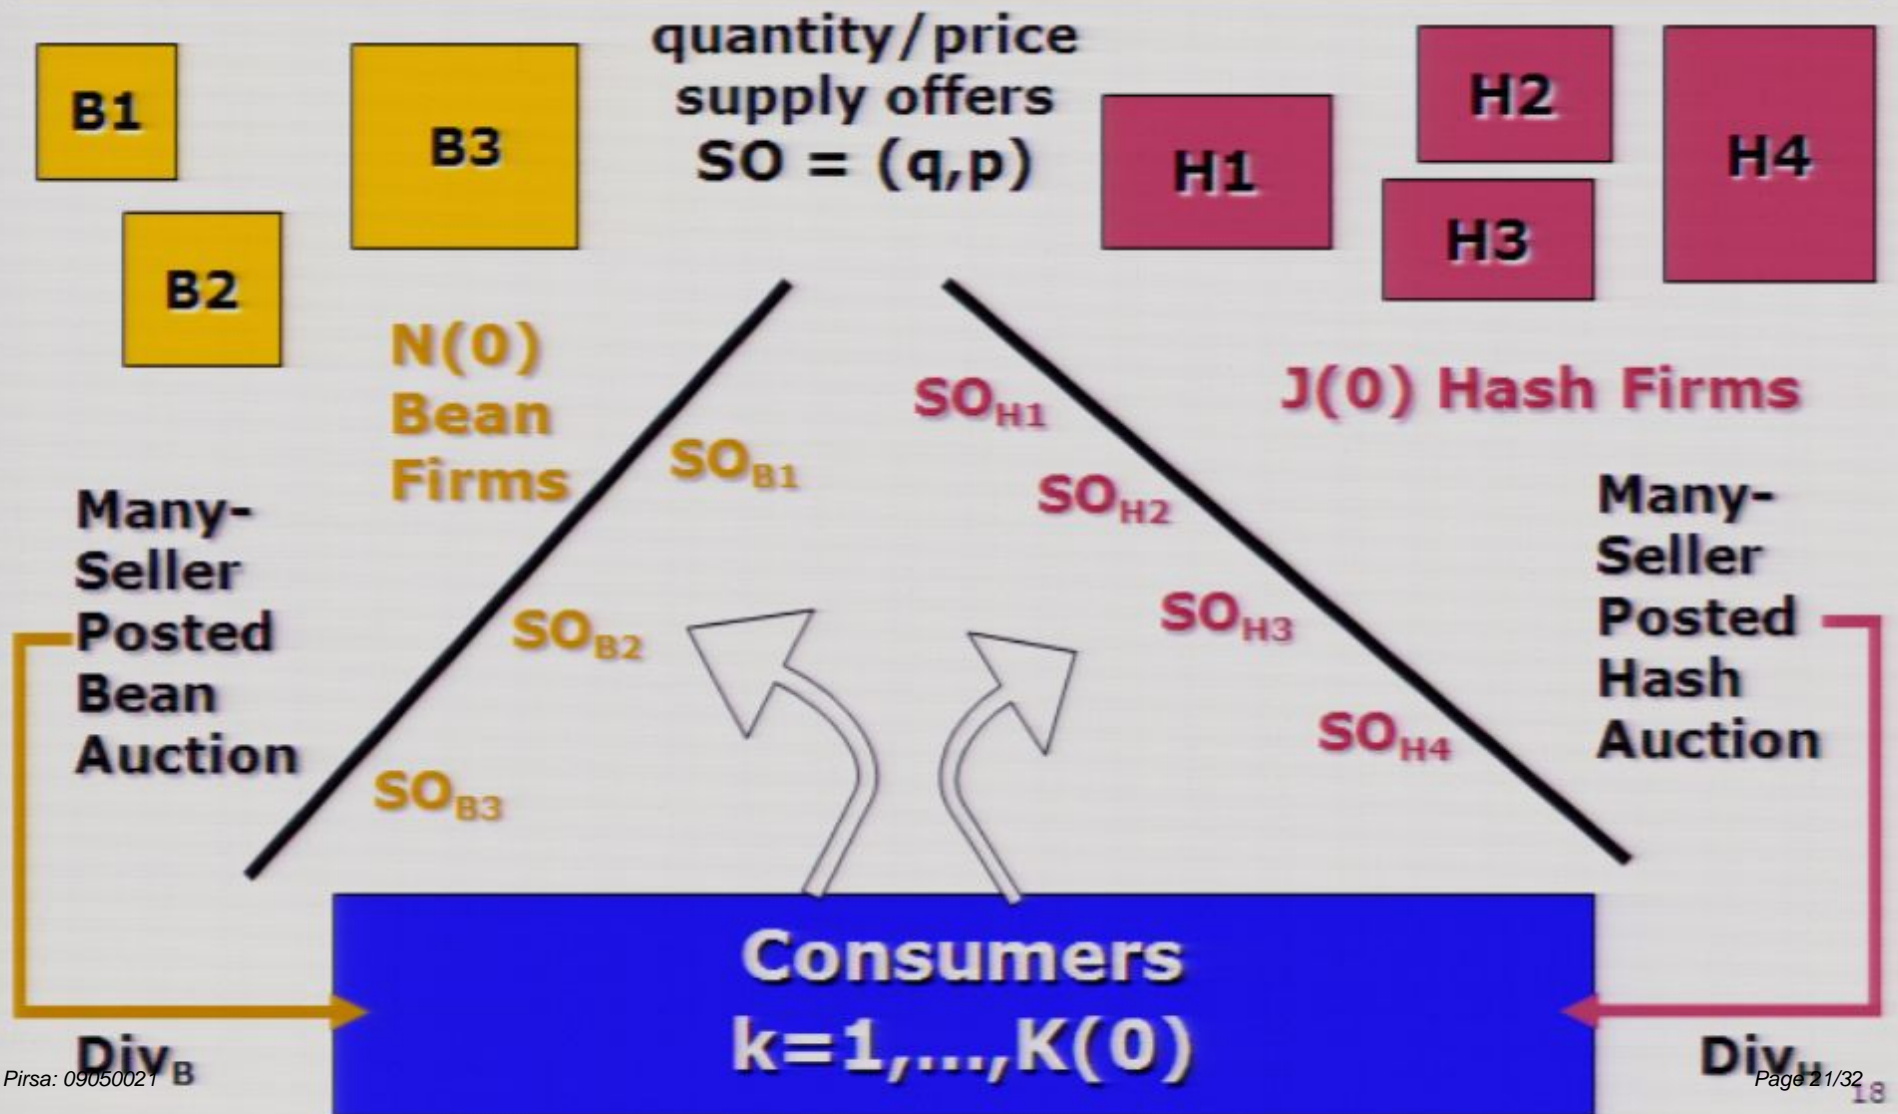 quantity/price
supply offers
SO = (q,p)
B1
B2
B3
H1
H2
H3
H4
N(0)
Bean
Firms
J(0) Hash Firms
SO_B1
SO_B2
SO_B3
SO_H1
SO_H2
SO_H3
SO_H4
Many-
Seller
Posted
Bean
Auction
Many-
Seller
Posted
Hash
Auction
Consumers
k=1,...,K(0)
Div_B
Div_H
Pirsa: 09050021
Page 21/32
18